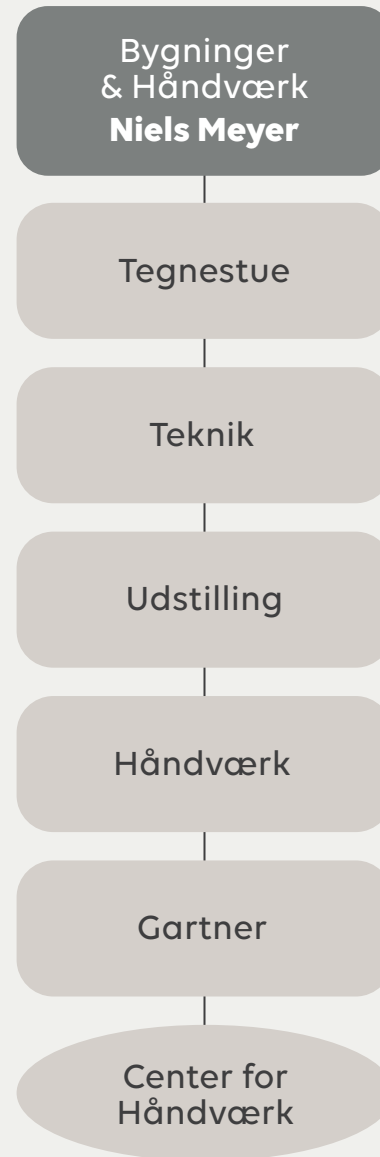 Bygninger
& Håndværk
Niels Meyer
Tegnestue
Teknik
Udstilling
Håndværk
Gartner
Center for
Håndværk